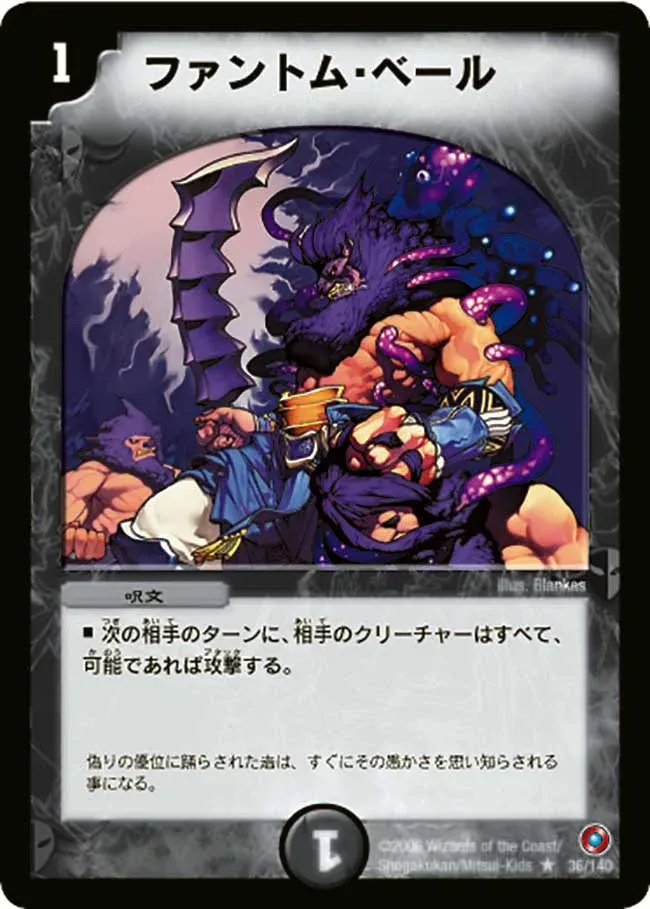 1
ファントム・ベール
illus. Blankas
呪文
■ 次の相手のターンに、相手のクリーチャーはすべて、
可能であれば攻撃する。
偽りの優位に踊らされた者は、すぐにその愚かさを思い知らされる
事になる。
1
©2006 Wizards of the Coast/
Shogakukan/Mitsui-Kids ★ 36/140